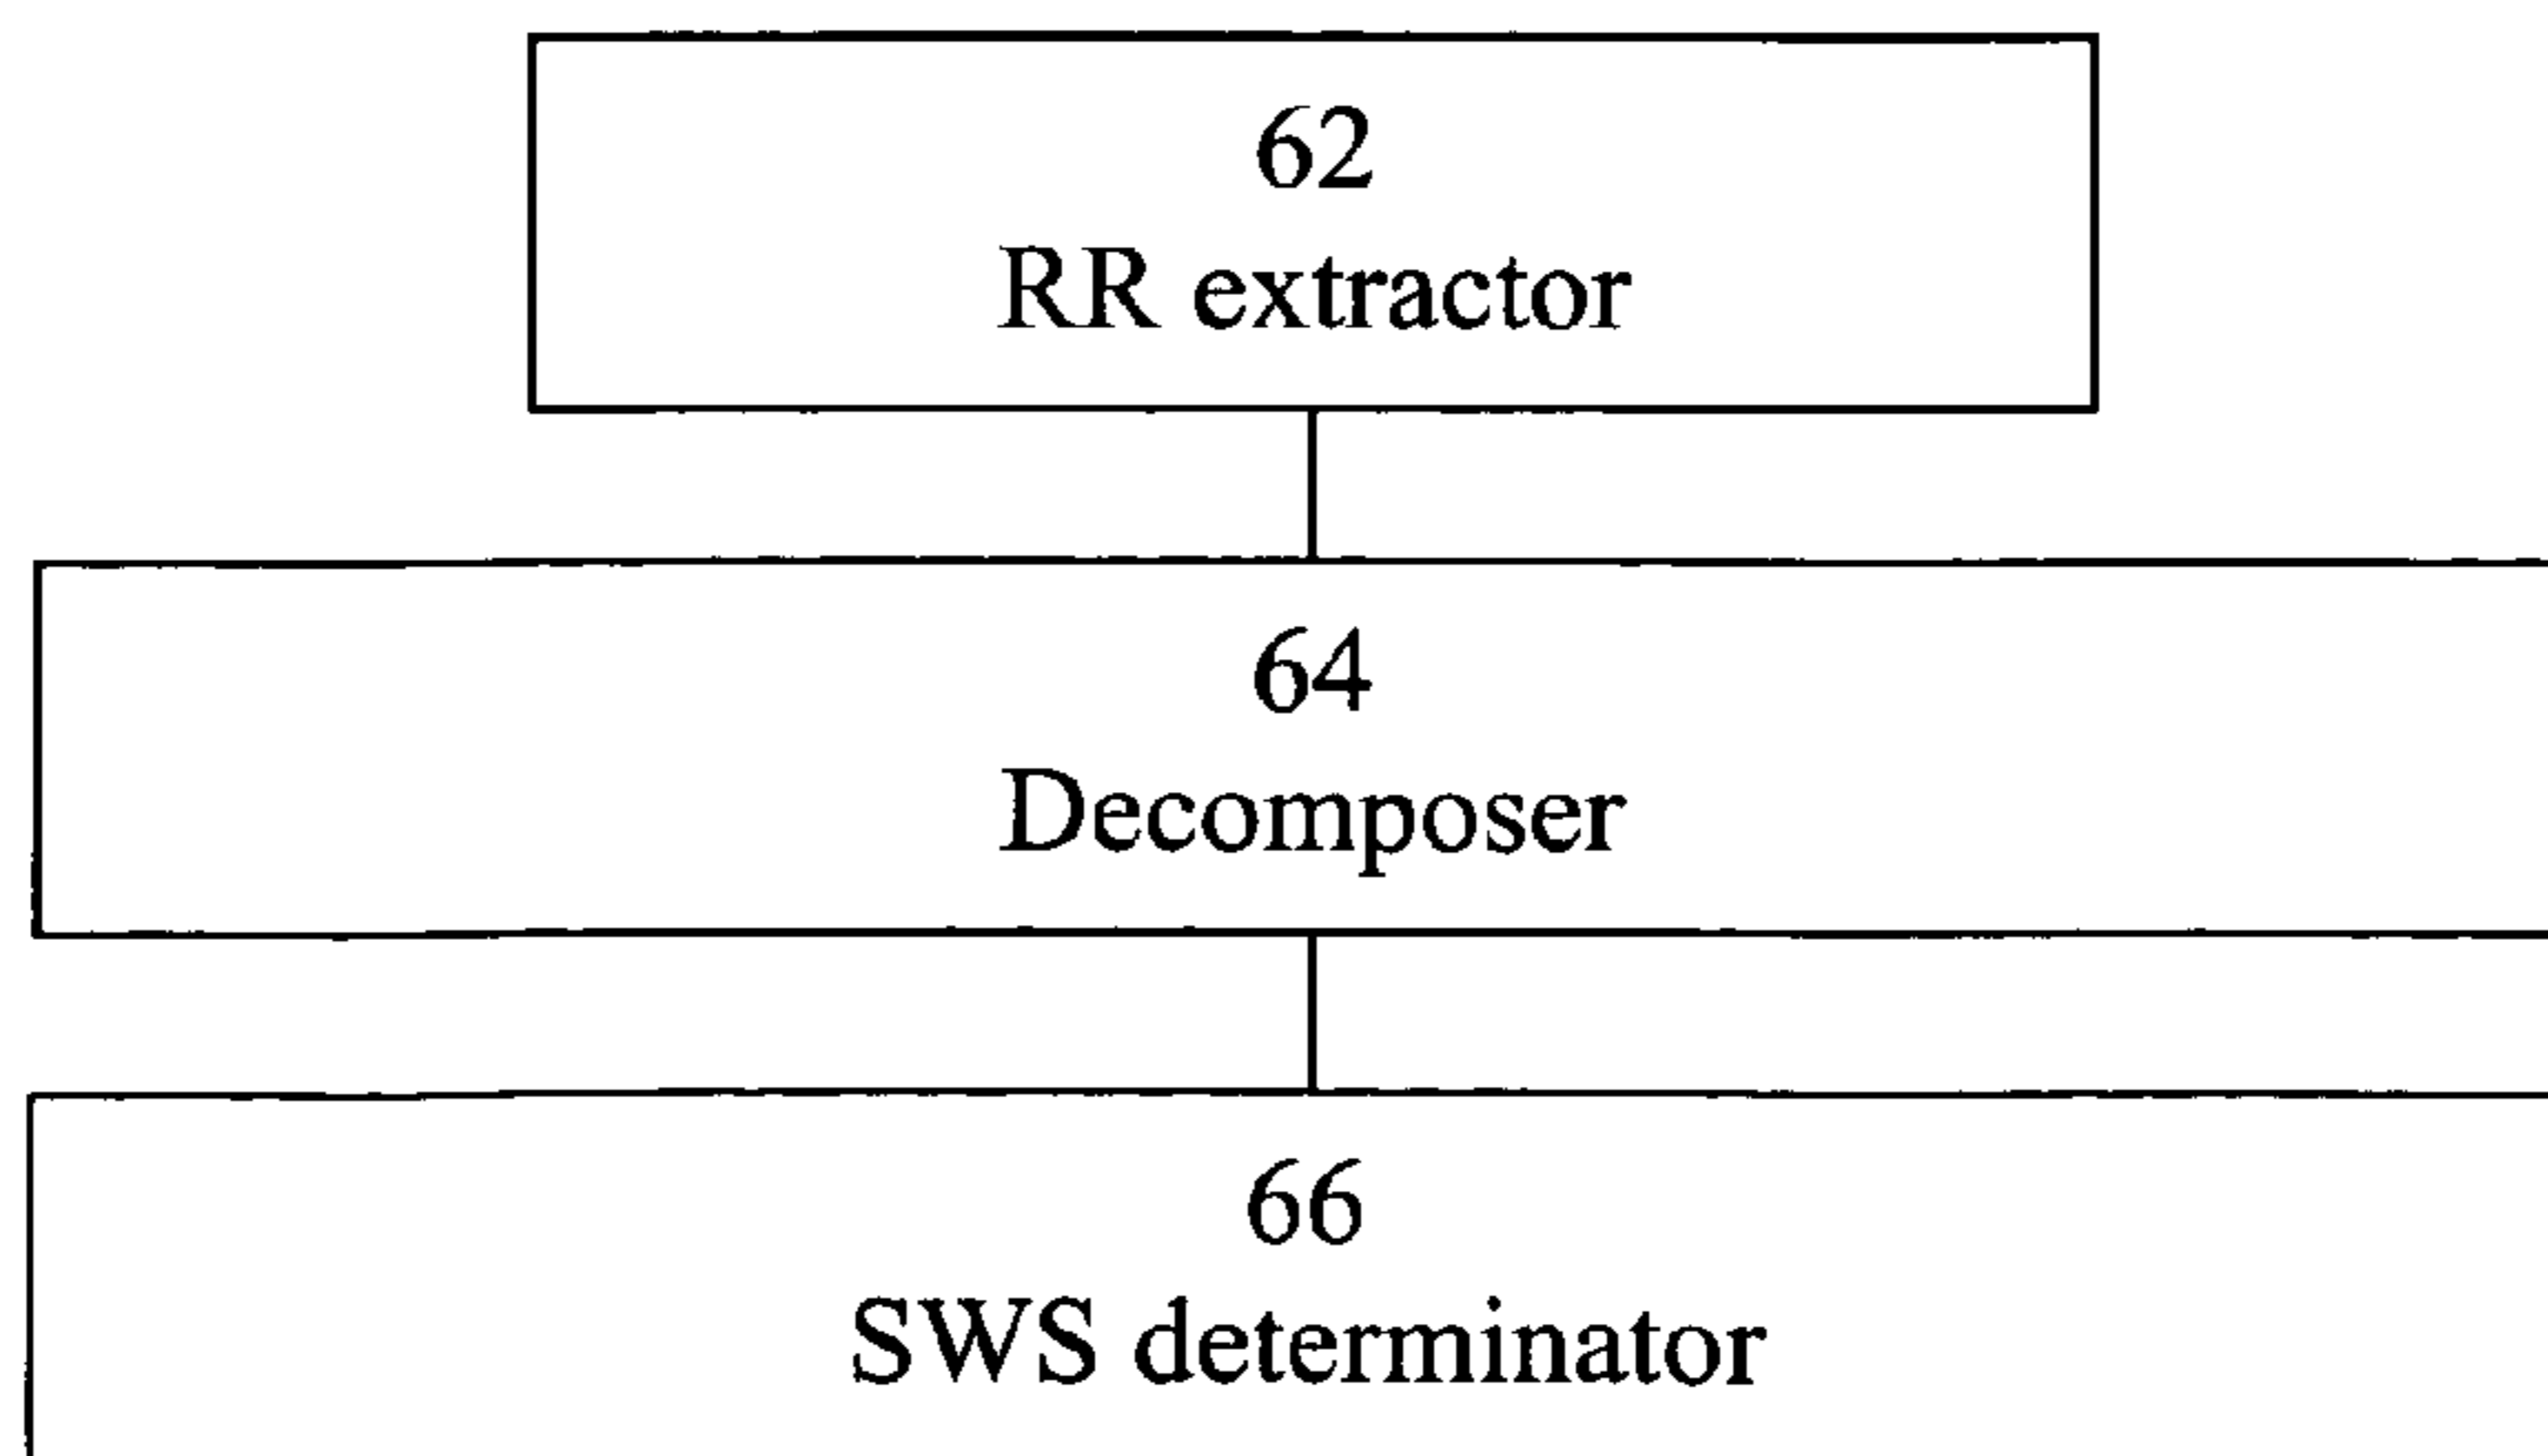 62
RR extractor
64
Decomposer
66
SWS determinator